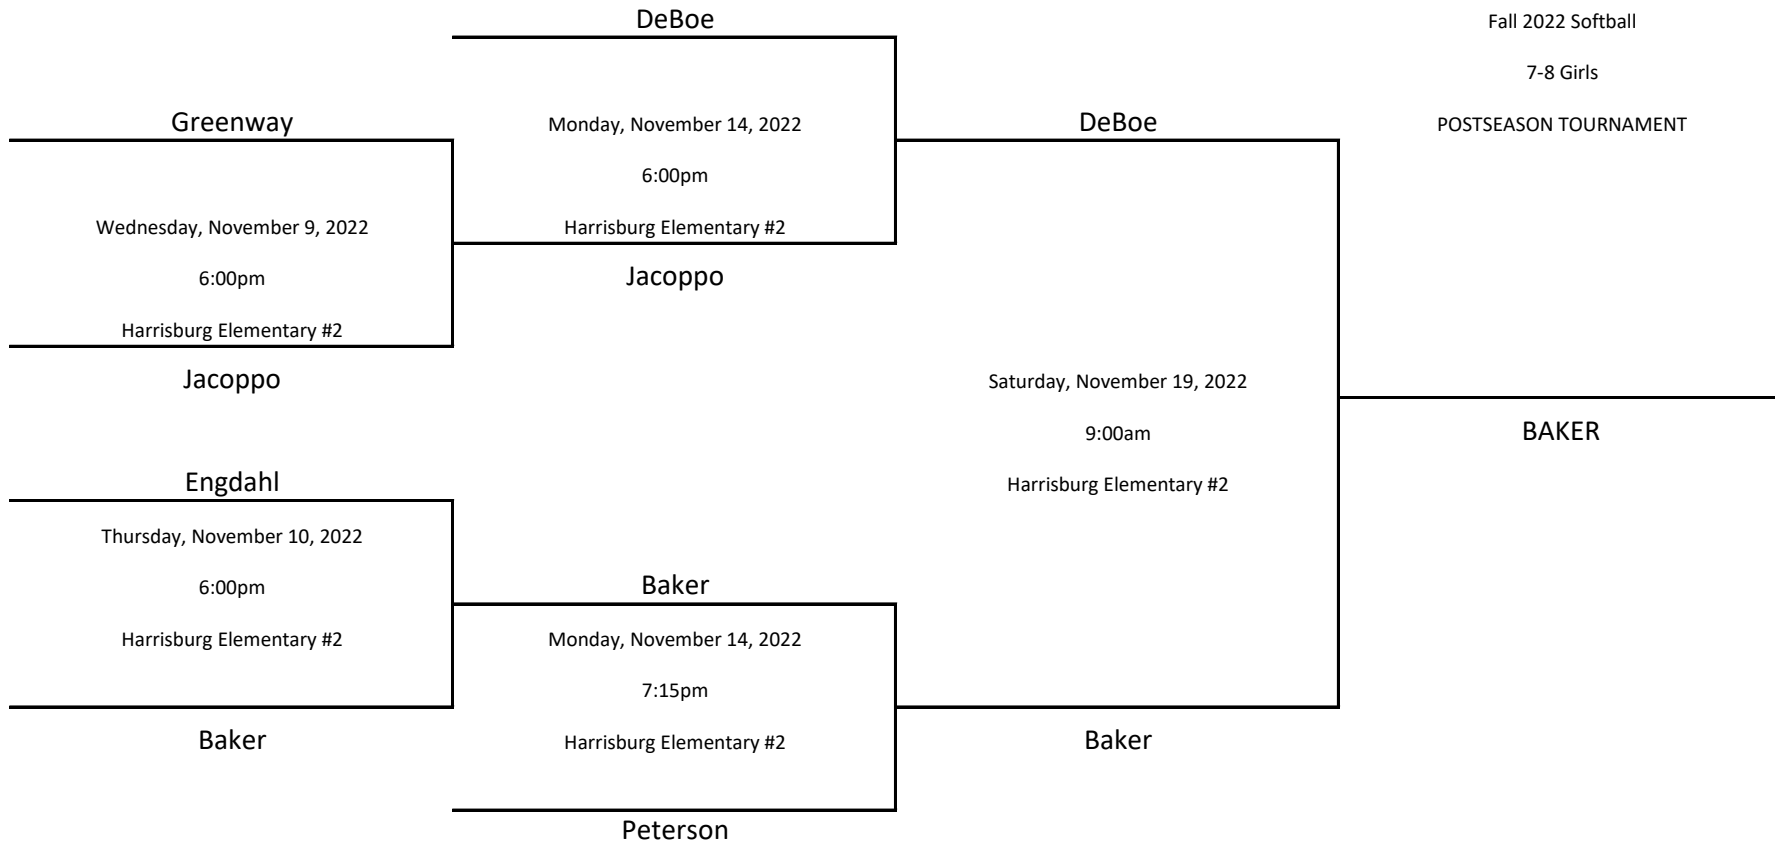 DeBoe
Fall 2022 Softball
7-8 Girls
POSTSEASON TOURNAMENT
Greenway
Monday, November 14, 2022
6:00pm
Harrisburg Elementary #2
DeBoe
Wednesday, November 9, 2022
6:00pm
Harrisburg Elementary #2
Jacoppo
Jacoppo
Saturday, November 19, 2022
9:00am
Harrisburg Elementary #2
BAKER
Engdahl
Thursday, November 10, 2022
6:00pm
Harrisburg Elementary #2
Baker
Baker
Monday, November 14, 2022
7:15pm
Harrisburg Elementary #2
Baker
Peterson